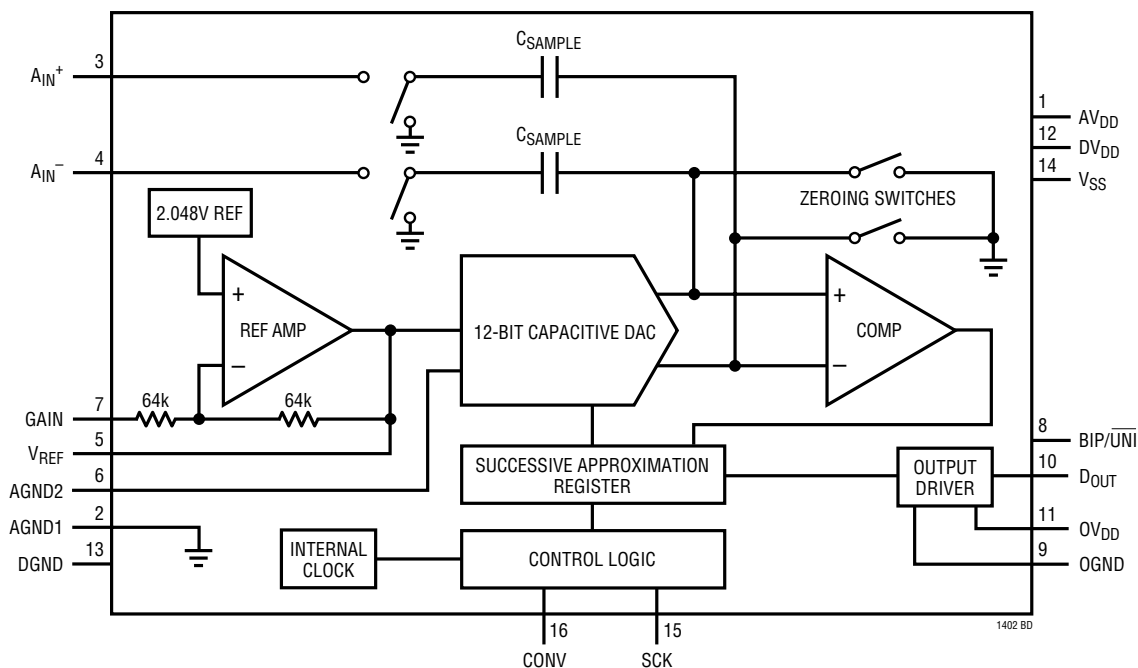 C_SAMPLE
3
A_IN+
1
AV_DD
12
DV_DD
14
V_SS
C_SAMPLE
4
A_IN−
ZEROING SWITCHES
2.048V REF
+
REF AMP
−
12-BIT CAPACITIVE DAC
+
COMP
−
64k
64k
7
GAIN
5
V_REF
6
AGND2
2
AGND1
13
DGND
SUCCESSIVE APPROXIMATION
REGISTER
OUTPUT
DRIVER
8
BIP/U̅N̅I̅
10
D_OUT
11
OV_DD
9
OGND
INTERNAL
CLOCK
CONTROL LOGIC
16
CONV
15
SCK
1402 BD